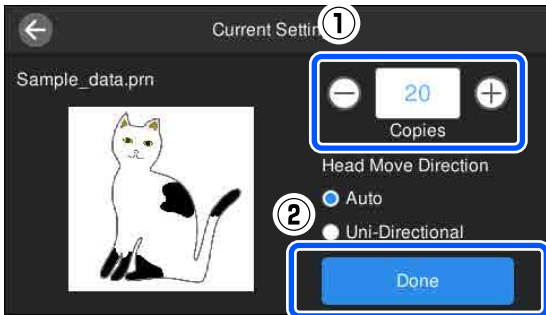 Current Settin
①
Sample_data.prn
20
Copies
Head Move Direction
Auto
②
Uni-Directional
Done